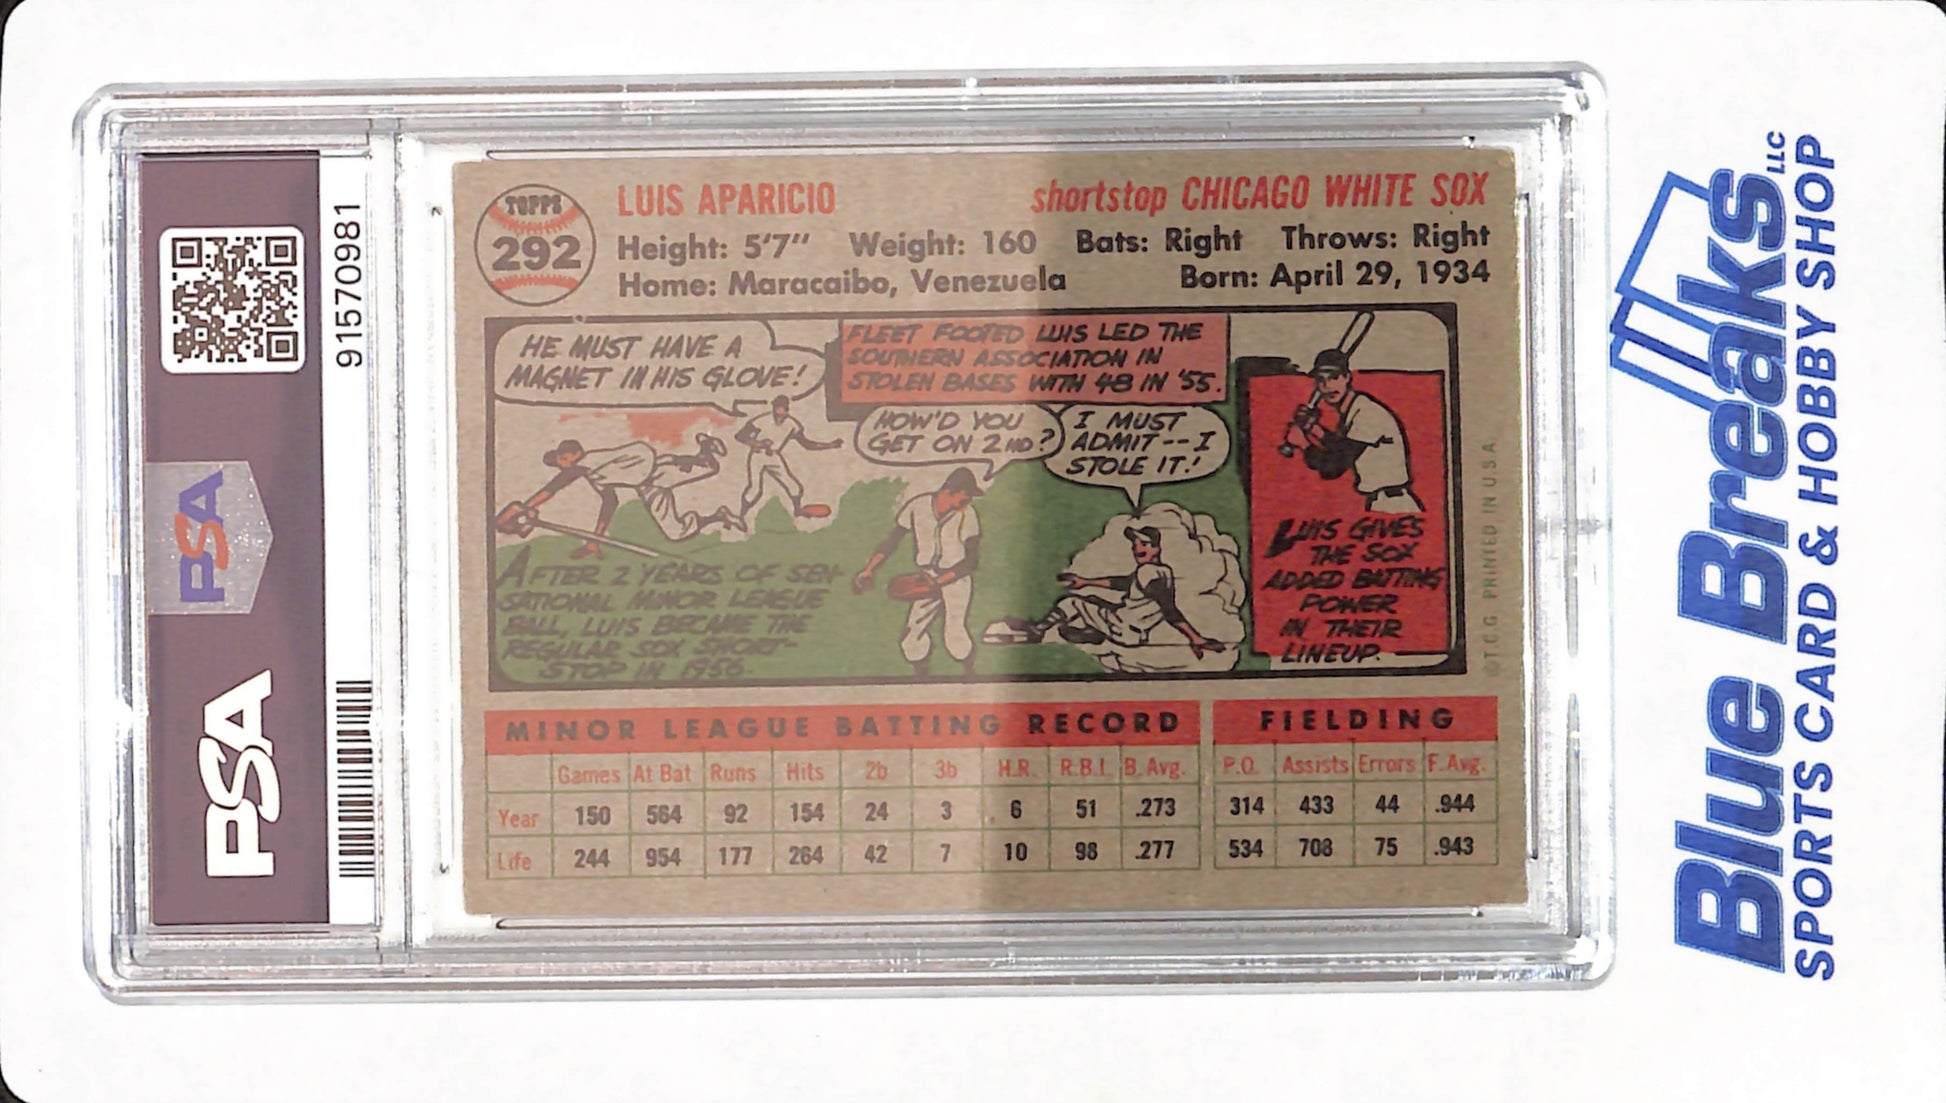 TOPPS
292
LUIS APARICIO
shortstop CHICAGO WHITE SOX
Height: 5'7" Weight: 160 Bats: Right Throws: Right
Home: Maracaibo, Venezuela Born: April 29, 1934
HE MUST HAVE A
MAGNET IN HIS GLOVE!
FLEET FOOTED LUIS LED THE
SOUTHERN ASSOCIATION IN
STOLEN BASES WITH 48 IN '55.
HOW'D YOU
GET ON 2ND?
I MUST
ADMIT--I
STOLE IT!
AFTER 2 YEARS OF SEN-
SATIONAL MINOR LEAGUE
BALL, LUIS BECAME THE
REGULAR SOX SHORT-
STOP IN 1956.
LUIS GIVES
THE SOX
ADDED BATTING
POWER
IN THEIR
LINEUP.
©T.C.G. PRINTED IN U.S.A.
MINOR LEAGUE BATTING RECORD FIELDING
Games At Bat Runs Hits 2b 3b H.R. R.B.I. B. Avg. P.O. Assists Errors F. Avg.
Year 150 564 92 154 24 3 6 51 .273 314 433 44 .944
Life 244 954 177 264 42 7 10 98 .277 534 708 75 .943
91570981
PSA
PSA
Blue Breaks LLC
SPORTS CARD & HOBBY SHOP